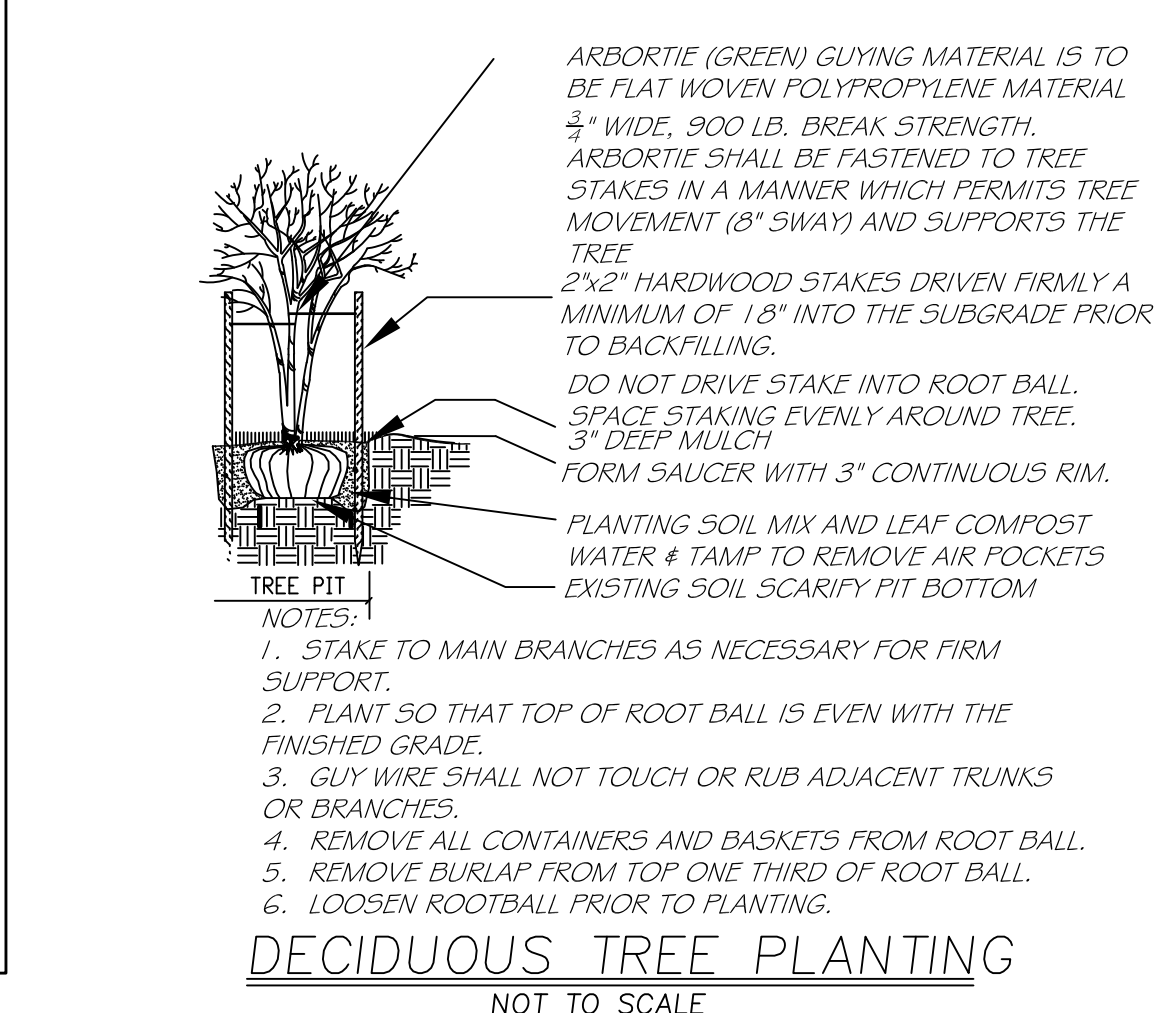 ARBORTIE (GREEN) GUYING MATERIAL IS TO
BE FLAT WOVEN POLYPROPYLENE MATERIAL
3/4" WIDE, 900 LB. BREAK STRENGTH.
ARBORTIE SHALL BE FASTENED TO TREE
STAKES IN A MANNER WHICH PERMITS TREE
MOVEMENT (8" SWAY) AND SUPPORTS THE
TREE
2"x2" HARDWOOD STAKES DRIVEN FIRMLY A
MINIMUM OF 18" INTO THE SUBGRADE PRIOR
TO BACKFILLING.
DO NOT DRIVE STAKE INTO ROOT BALL.
SPACE STAKING EVENLY AROUND TREE.
3" DEEP MULCH
FORM SAUCER WITH 3" CONTINUOUS RIM.
PLANTING SOIL MIX AND LEAF COMPOST
WATER & TAMP TO REMOVE AIR POCKETS
EXISTING SOIL SCARIFY PIT BOTTOM
TREE PIT
NOTES:
1. STAKE TO MAIN BRANCHES AS NECESSARY FOR FIRM
SUPPORT.
2. PLANT SO THAT TOP OF ROOT BALL IS EVEN WITH THE
FINISHED GRADE.
3. GUY WIRE SHALL NOT TOUCH OR RUB ADJACENT TRUNKS
OR BRANCHES.
4. REMOVE ALL CONTAINERS AND BASKETS FROM ROOT BALL.
5. REMOVE BURLAP FROM TOP ONE THIRD OF ROOT BALL.
6. LOOSEN ROOTBALL PRIOR TO PLANTING.
DECIDUOUS TREE PLANTING
NOT TO SCALE